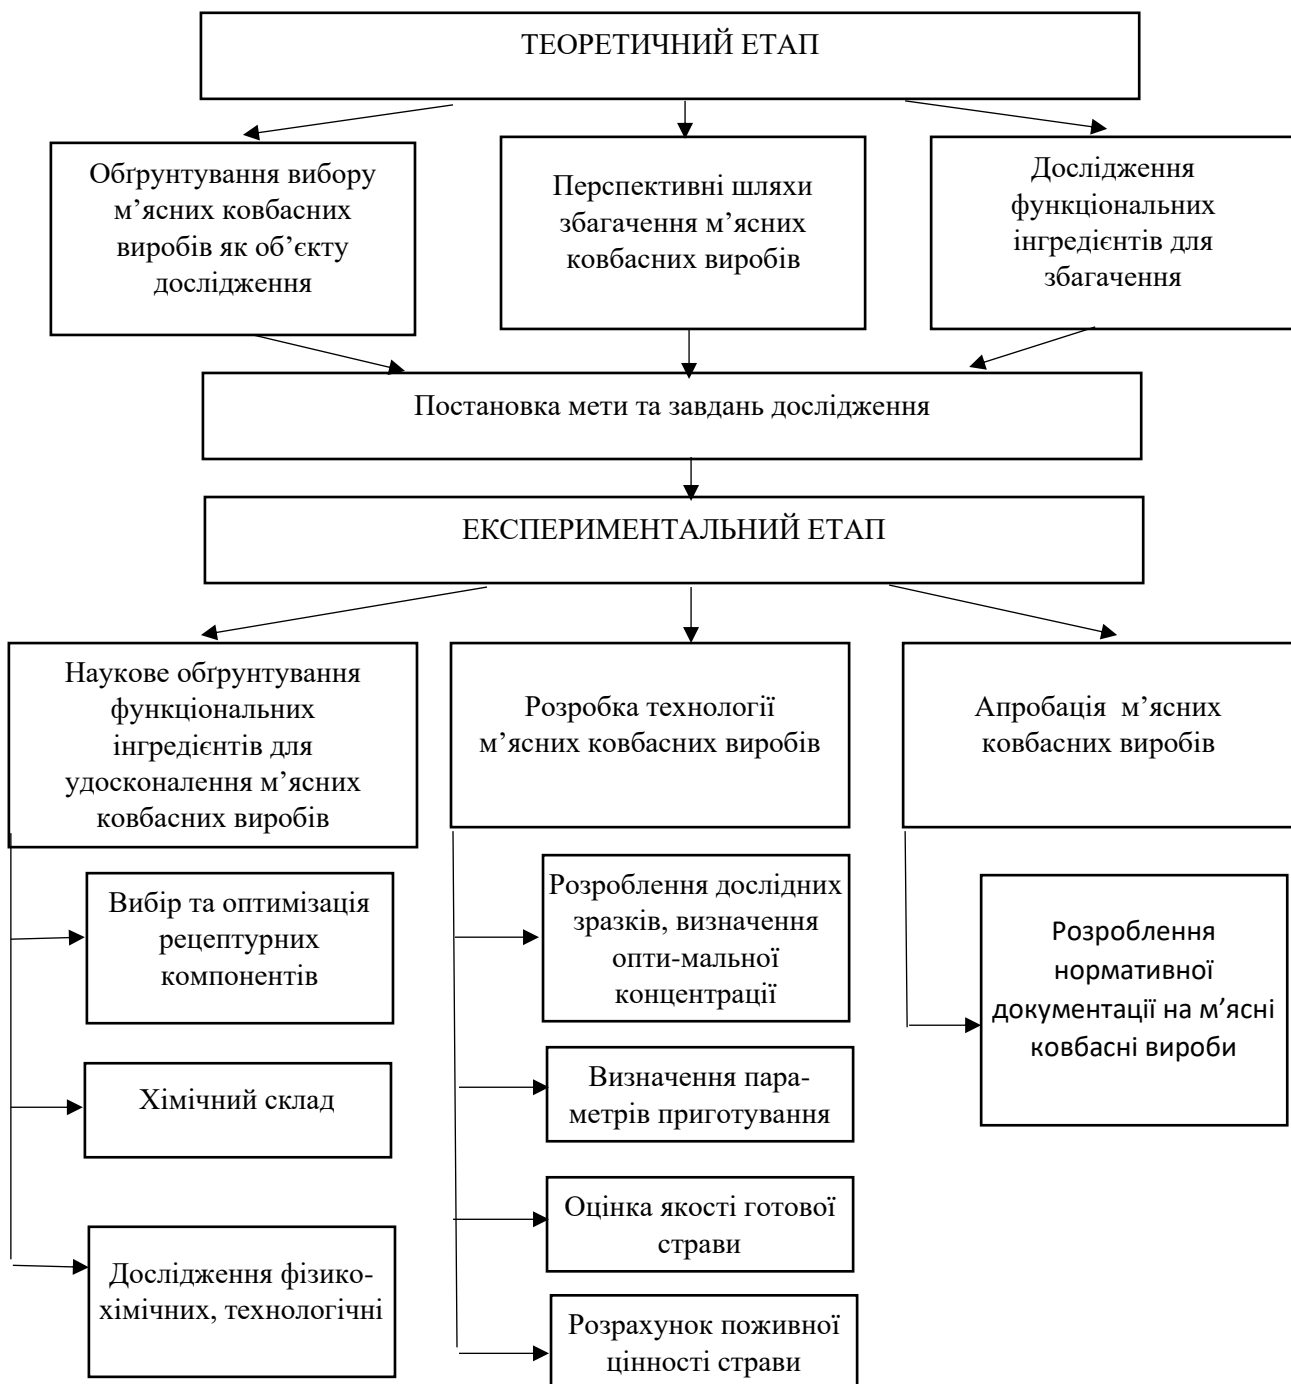 ТЕОРЕТИЧНИЙ ЕТАП
Обґрунтування вибору
м’ясних ковбасних
виробів як об’єкту
дослідження
Перспективні шляхи
збагачення м’ясних
ковбасних виробів
Дослідження
функціональних
інгредієнтів для
збагачення
Постановка мети та завдань дослідження
ЕКСПЕРИМЕНТАЛЬНИЙ ЕТАП
Наукове обґрунтування
функціональних
інгредієнтів для
удосконалення м’ясних
ковбасних виробів
Вибір та оптимізація
рецептурних
компонентів
Хімічний склад
Дослідження фізико-
хімічних, технологічні
Розробка технології
м’ясних ковбасних виробів
Розроблення дослідних
зразків, визначення
опти-мальної
концентрації
Визначення пара-
метрів приготування
Оцінка якості готової
страви
Розрахунок поживної
цінності страви
Апробація м’ясних
ковбасних виробів
Розроблення
нормативної
документації на м’ясні
ковбасні вироби